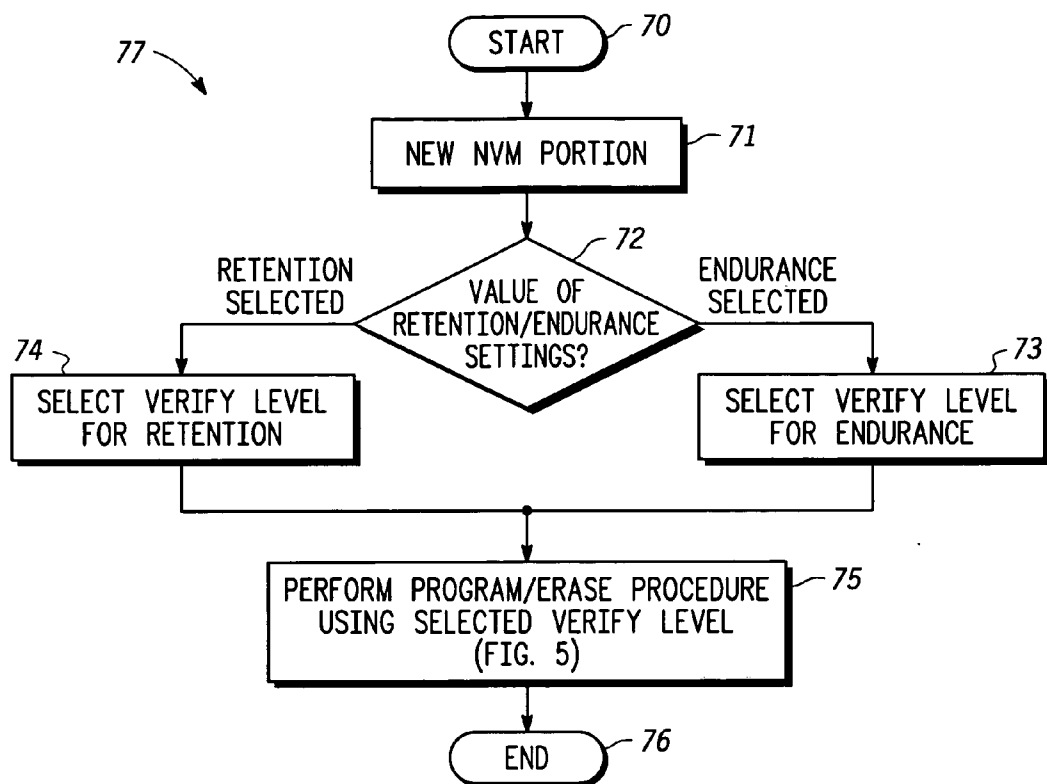 START
70
77
NEW NVM PORTION
71
72
RETENTION
SELECTED
VALUE OF
RETENTION/ENDURANCE
SETTINGS?
ENDURANCE
SELECTED
74
SELECT VERIFY LEVEL
FOR RETENTION
73
SELECT VERIFY LEVEL
FOR ENDURANCE
PERFORM PROGRAM/ERASE PROCEDURE
USING SELECTED VERIFY LEVEL
(FIG. 5)
75
END
76